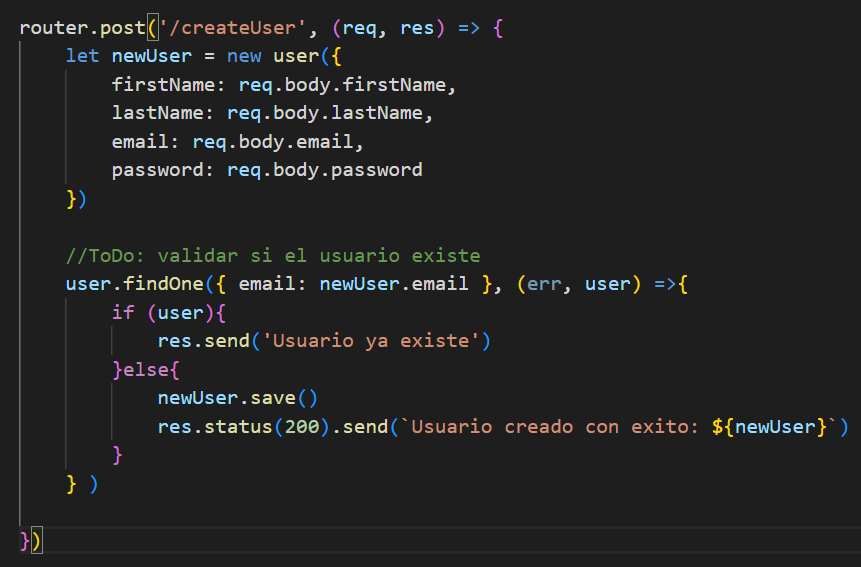 router.post('/createUser', (req, res) => {
let newUser = new user({
firstName: req.body.firstName,
lastName: req.body.lastName,
email: req.body.email,
password: req.body.password
})
//ToDo: validar si el usuario existe
user.findOne({ email: newUser.email }, (err, user) =>{
if (user){
res.send('Usuario ya existe')
}else{
newUser.save()
res.status(200).send(`Usuario creado con exito: ${newUser}`)
}
} )
})